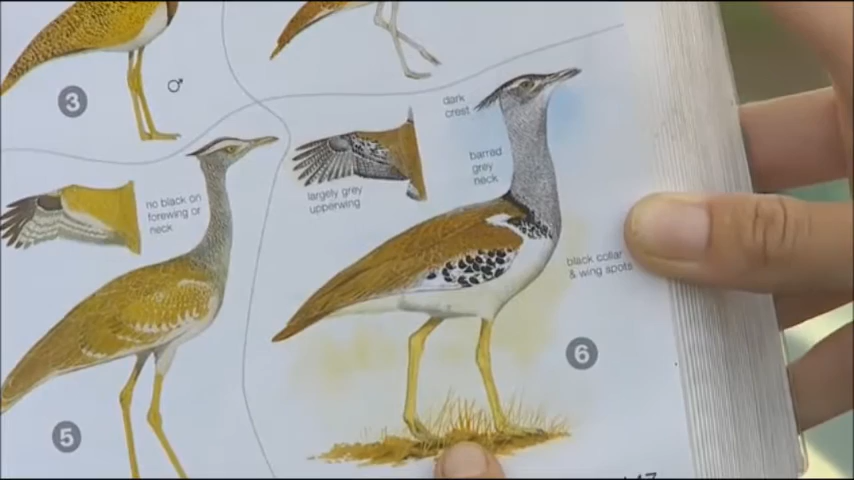 3
♂
dark
crest
barred
grey
neck
largely grey
upperwing
no black on
forewing or
neck
black collar
& wing spots
6
5